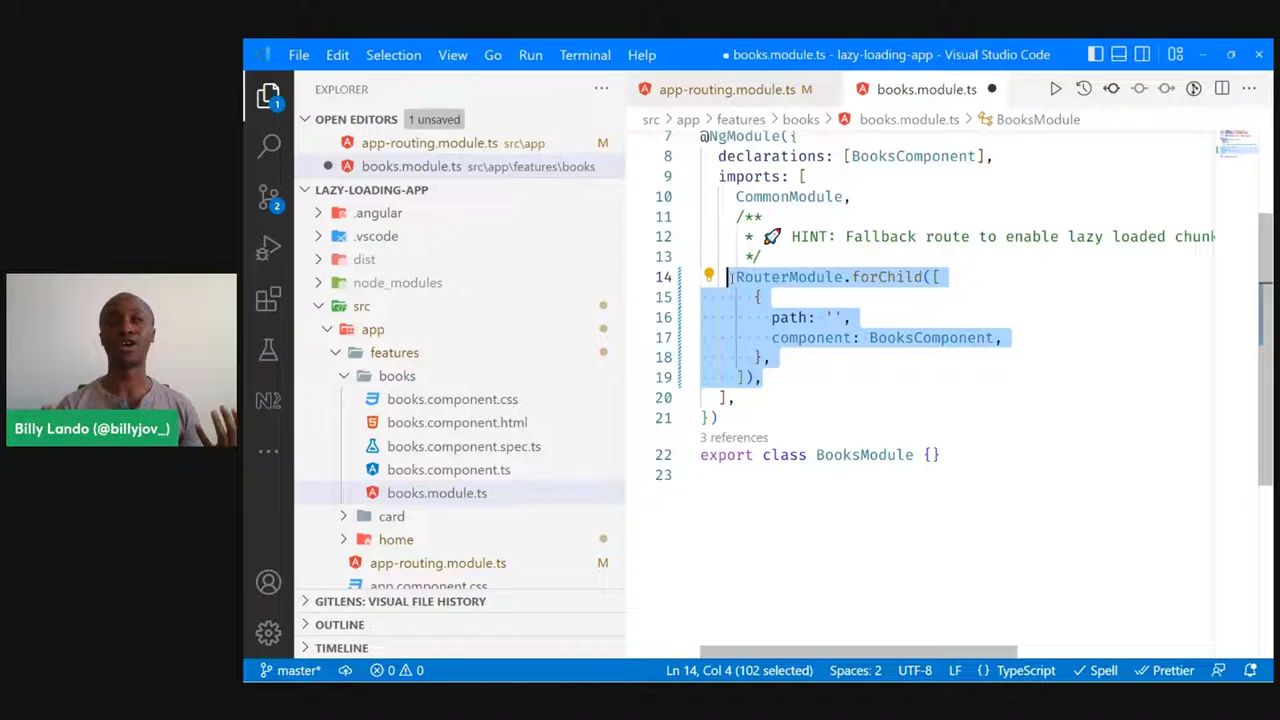 File Edit Selection View Go Run Terminal Help
● books.module.ts - lazy-loading-app - Visual Studio Code
EXPLORER
OPEN EDITORS 1 unsaved
app-routing.module.ts src\app M
books.module.ts src\app\features\books
LAZY-LOADING-APP
.angular
.vscode
dist
node_modules
src
app
features
books
books.component.css
books.component.html
books.component.spec.ts
books.component.ts
books.module.ts
card
home
app-routing.module.ts M
app.component.css
GITLENS: VISUAL FILE HISTORY
OUTLINE
TIMELINE
1
2
app-routing.module.ts M
books.module.ts
src > app > features > books > books.module.ts > BooksModule
7 @NgModule({
8 declarations: [BooksComponent],
9 imports: [
10 CommonModule,
11 /**
12 * 🚀 HINT: Fallback route to enable lazy loaded chunk
13 */
14 RouterModule.forChild([
15 {
16 path: '',
17 component: BooksComponent,
18 },
19 ]),
20 ],
21 })
3 references
22 export class BooksModule {}
23
Billy Lando (@billyjov_)
master* 0 0 Ln 14, Col 4 (102 selected) Spaces: 2 UTF-8 LF {} TypeScript Spell Prettier